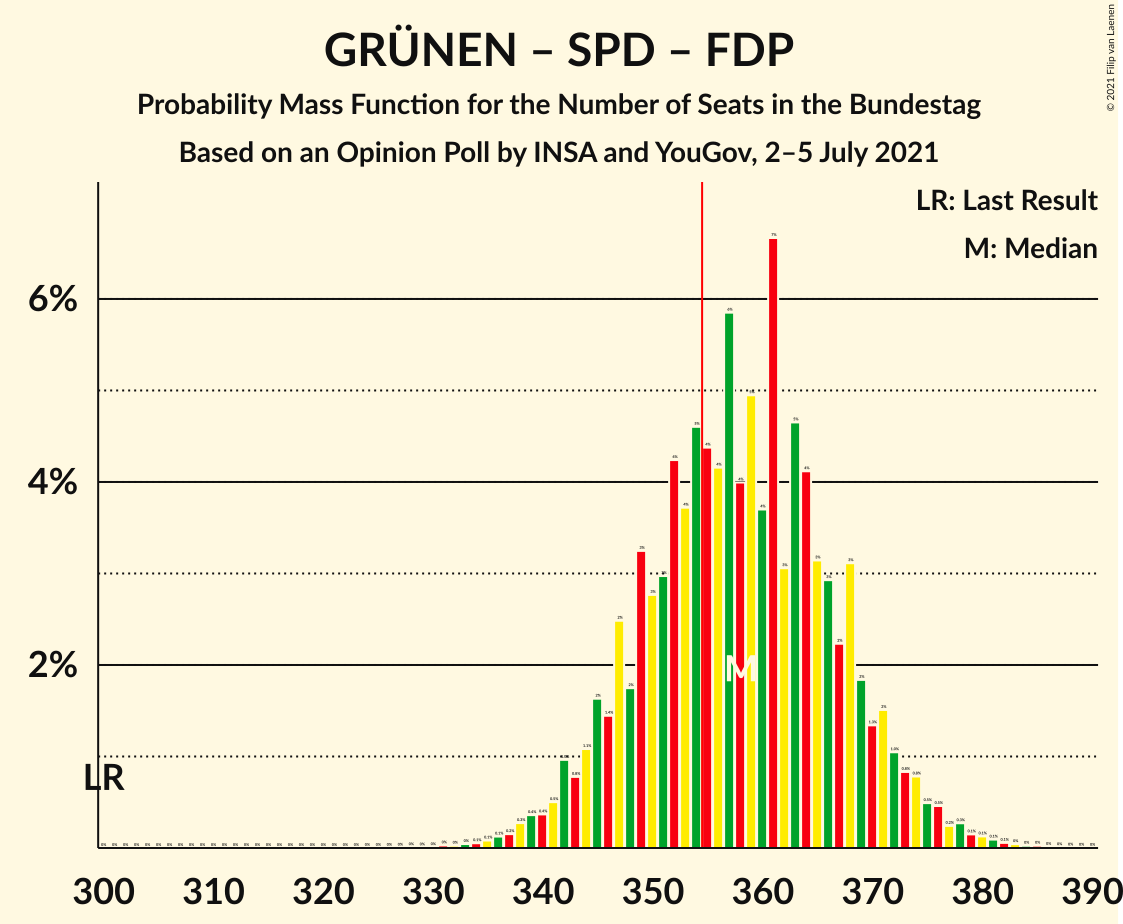 GRÜNEN – SPD – FDP
Probability Mass Function for the Number of Seats in the Bundestag
Based on an Opinion Poll by INSA and YouGov, 2–5 July 2021
© 2021 Filip van Laenen
LR: Last Result
M: Median
6%
4%
2%
M
LR
300 310 320 330 340 350 360 370 380 390